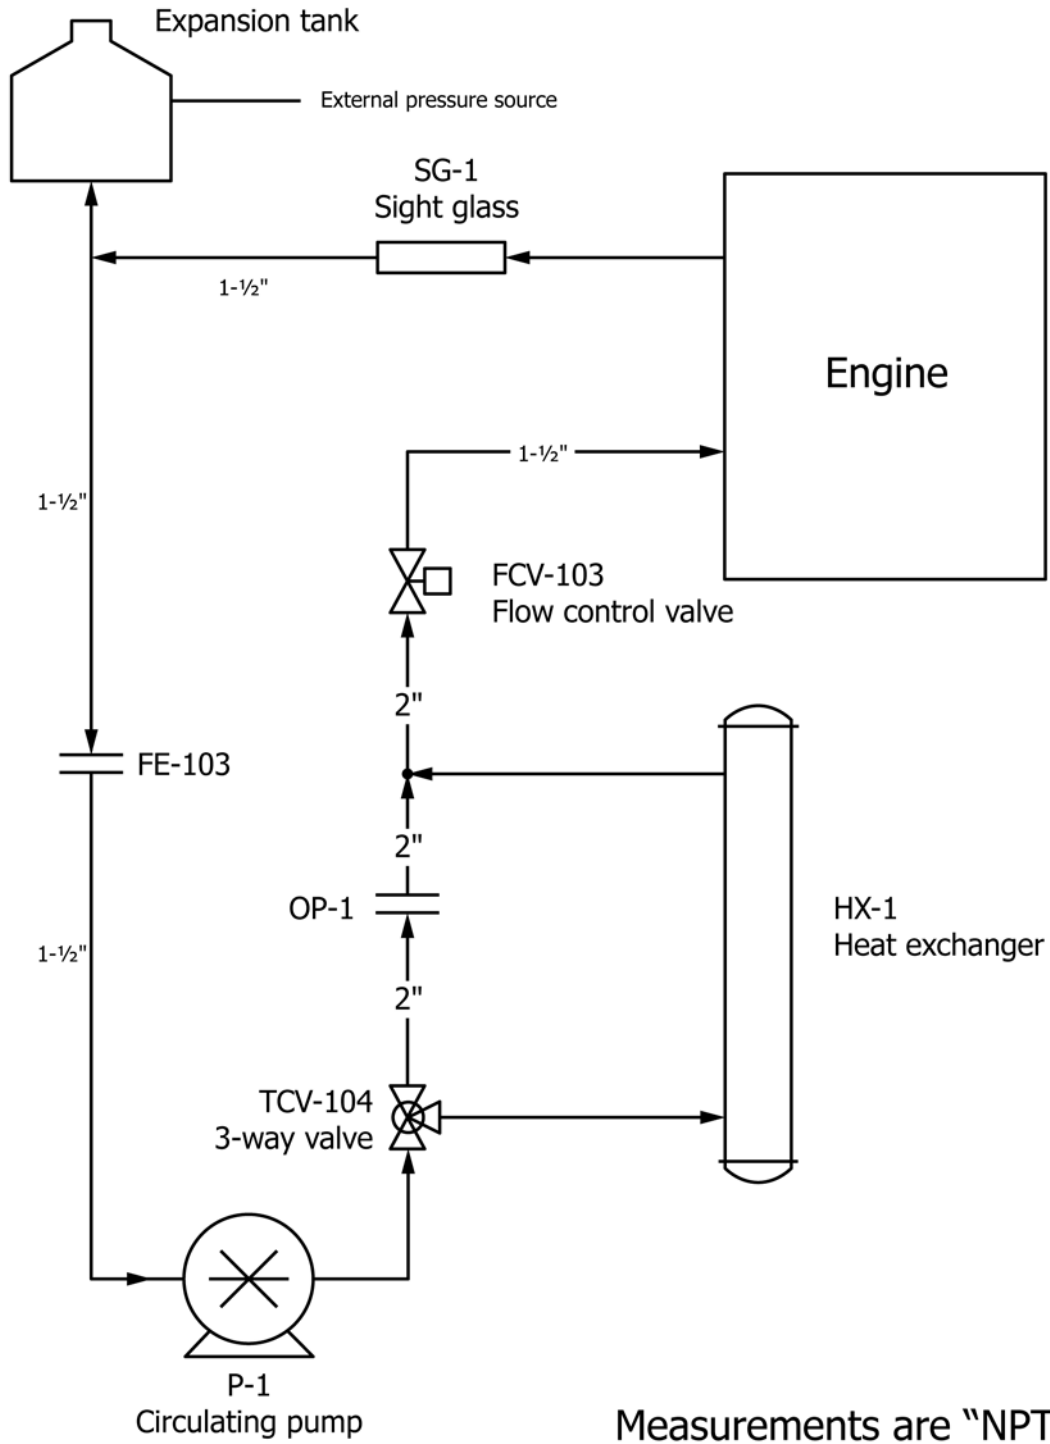 Expansion tank
External pressure source
SG-1
Sight glass
1-½"
Engine
1-½"
1-½"
FCV-103
Flow control valve
2"
FE-103
2"
OP-1
HX-1
Heat exchanger
1-½"
2"
TCV-104
3-way valve
P-1
Circulating pump
Measurements are “NPT